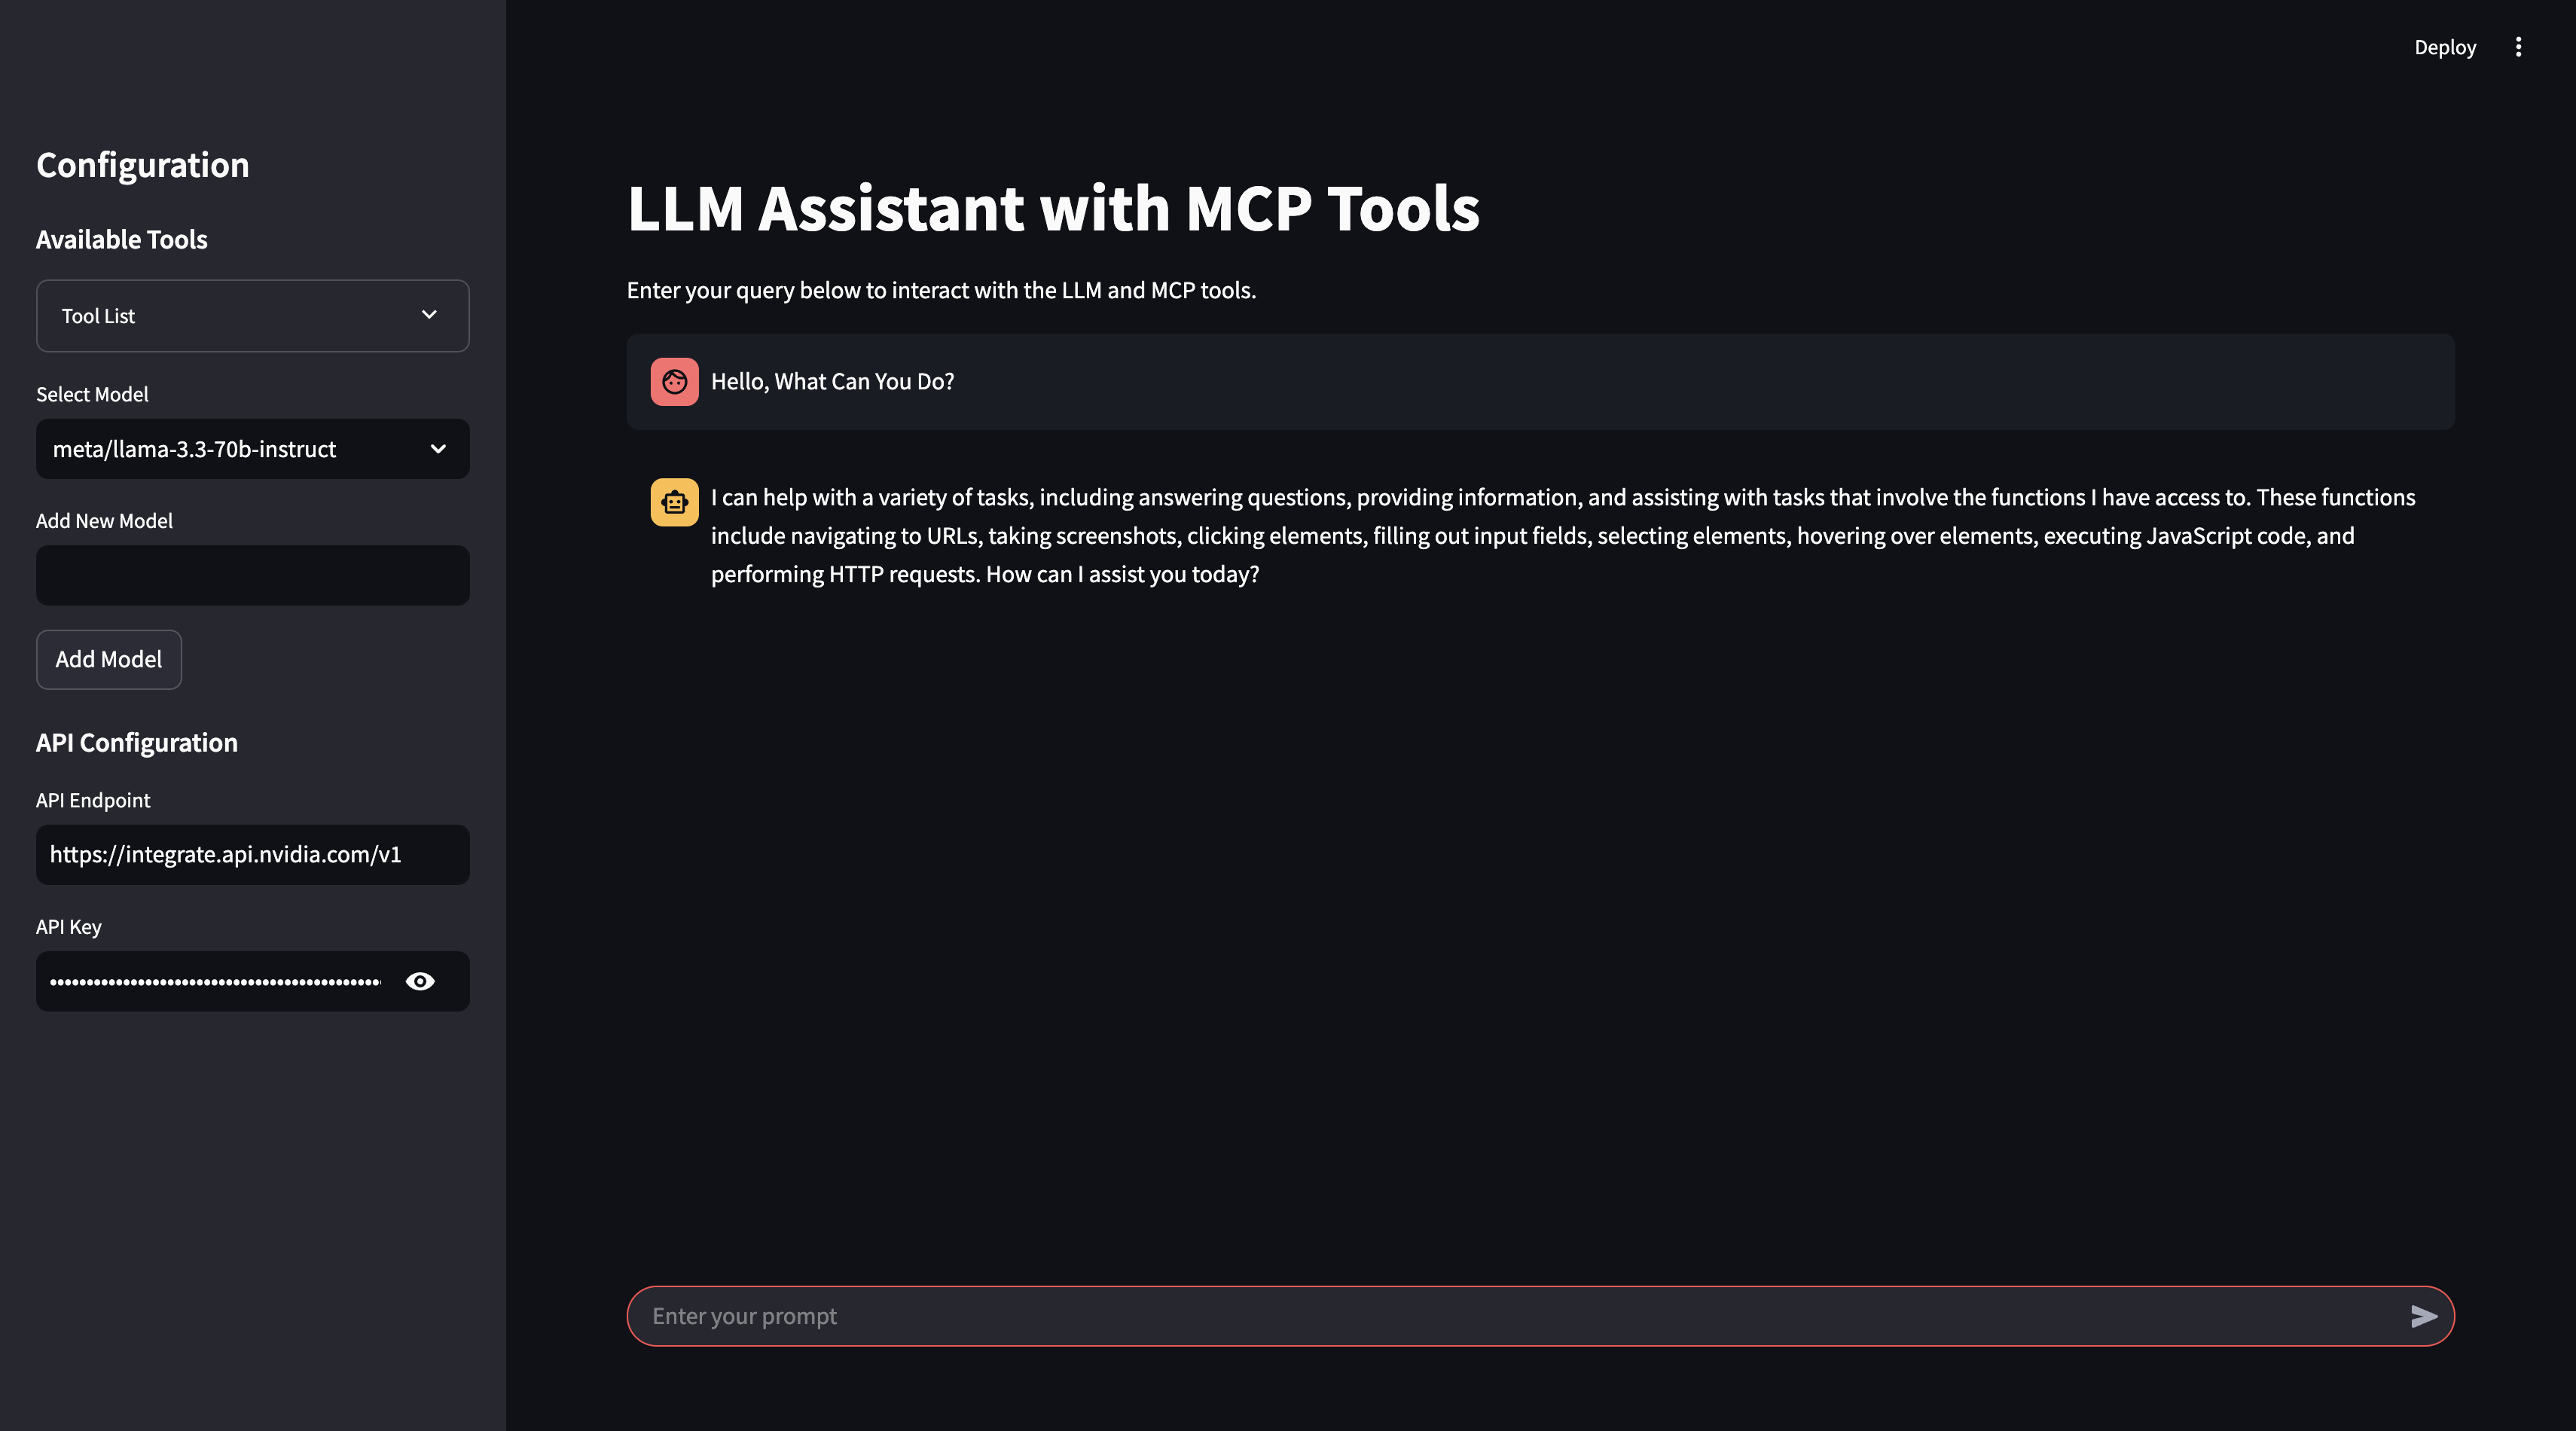 Deploy
Configuration
Available Tools
Tool List
Select Model
meta/llama-3.3-70b-instruct
Add New Model
Add Model
API Configuration
API Endpoint
https://integrate.api.nvidia.com/v1
API Key
LLM Assistant with MCP Tools
Enter your query below to interact with the LLM and MCP tools.
Hello, What Can You Do?
I can help with a variety of tasks, including answering questions, providing information, and assisting with tasks that involve the functions I have access to. These functions
include navigating to URLs, taking screenshots, clicking elements, filling out input fields, selecting elements, hovering over elements, executing JavaScript code, and
performing HTTP requests. How can I assist you today?
Enter your prompt